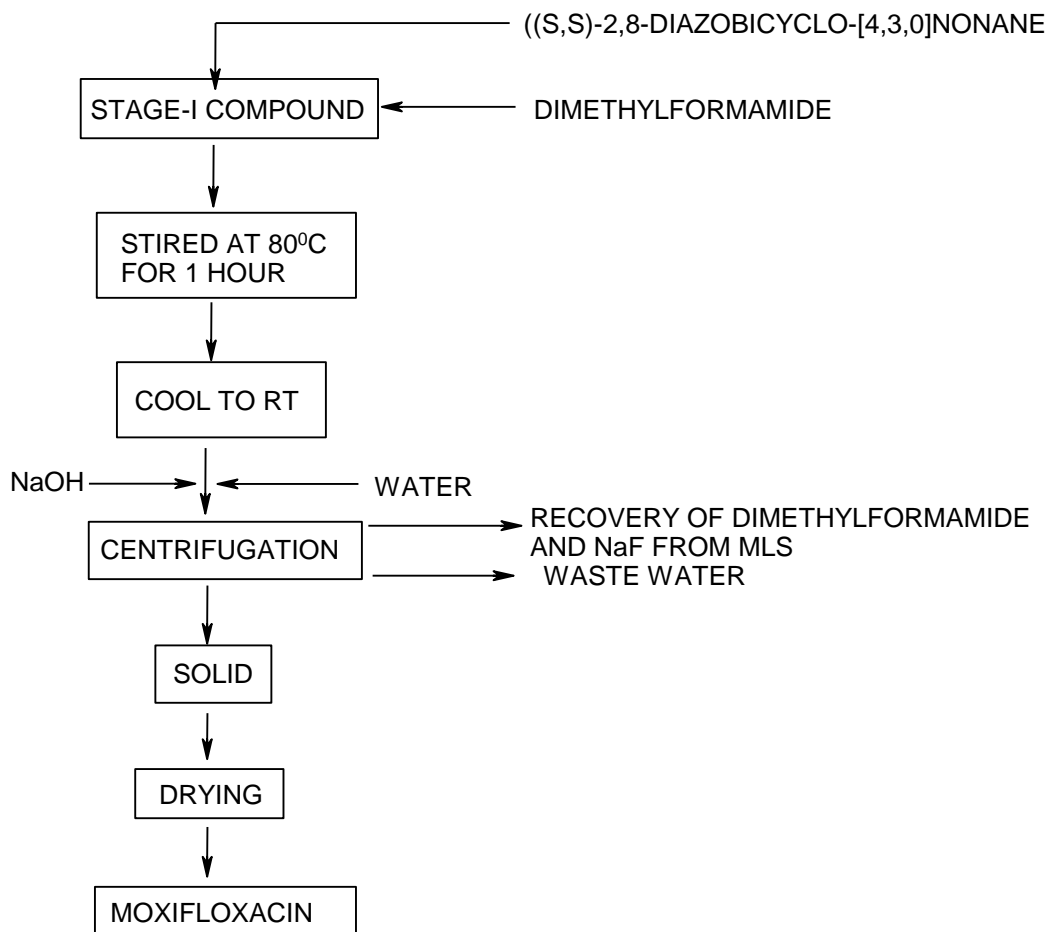 ((S,S)-2,8-DIAZOBICYCLO-[4,3,0]NONANE
STAGE-I COMPOUND
DIMETHYLFORMAMIDE
STIRED AT 80⁰C
FOR 1 HOUR
COOL TO RT
NaOH
WATER
CENTRIFUGATION
RECOVERY OF DIMETHYLFORMAMIDE
AND NaF FROM MLS
WASTE WATER
SOLID
DRYING
MOXIFLOXACIN